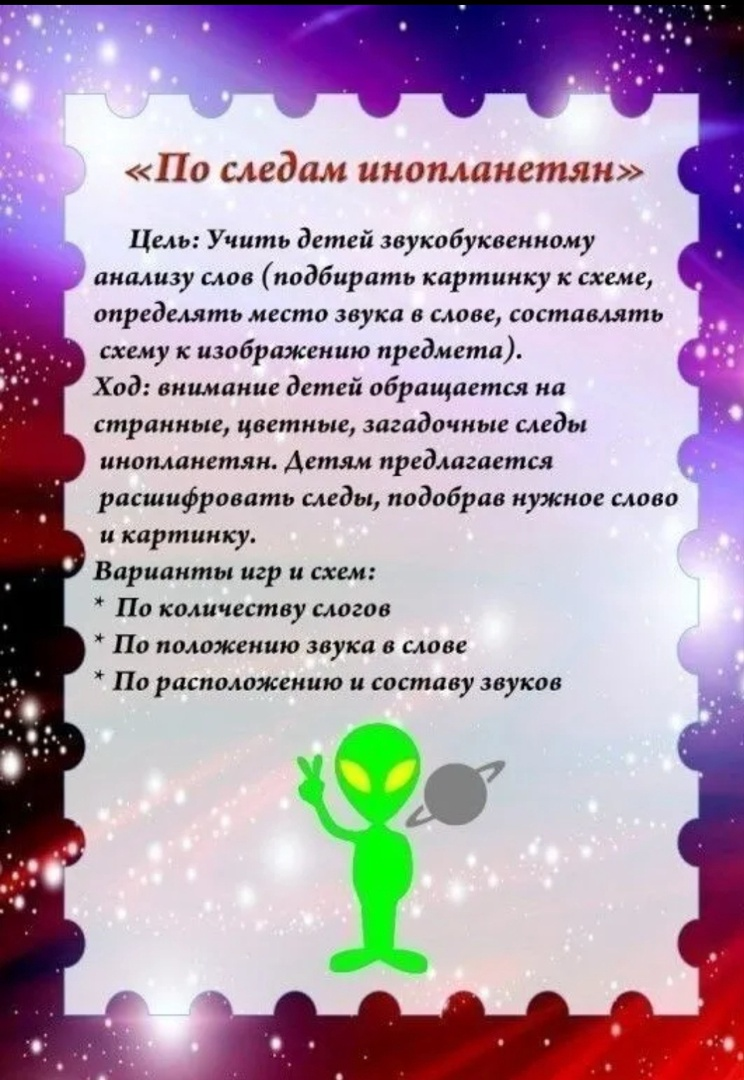 «По следам инопланетян»
Цель: Учить детей звукобуквенному
анализу слов (подбирать картинку к схеме,
определять место звука в слове, составлять
схему к изображению предмета).
Ход: внимание детей обращается на
странные, цветные, загадочные следы
инопланетян. Детям предлагается
расшифровать следы, подобрав нужное слово
и картинку.
Варианты игр и схем:
* По количеству слогов
* По положению звука в слове
* По расположению и составу звуков